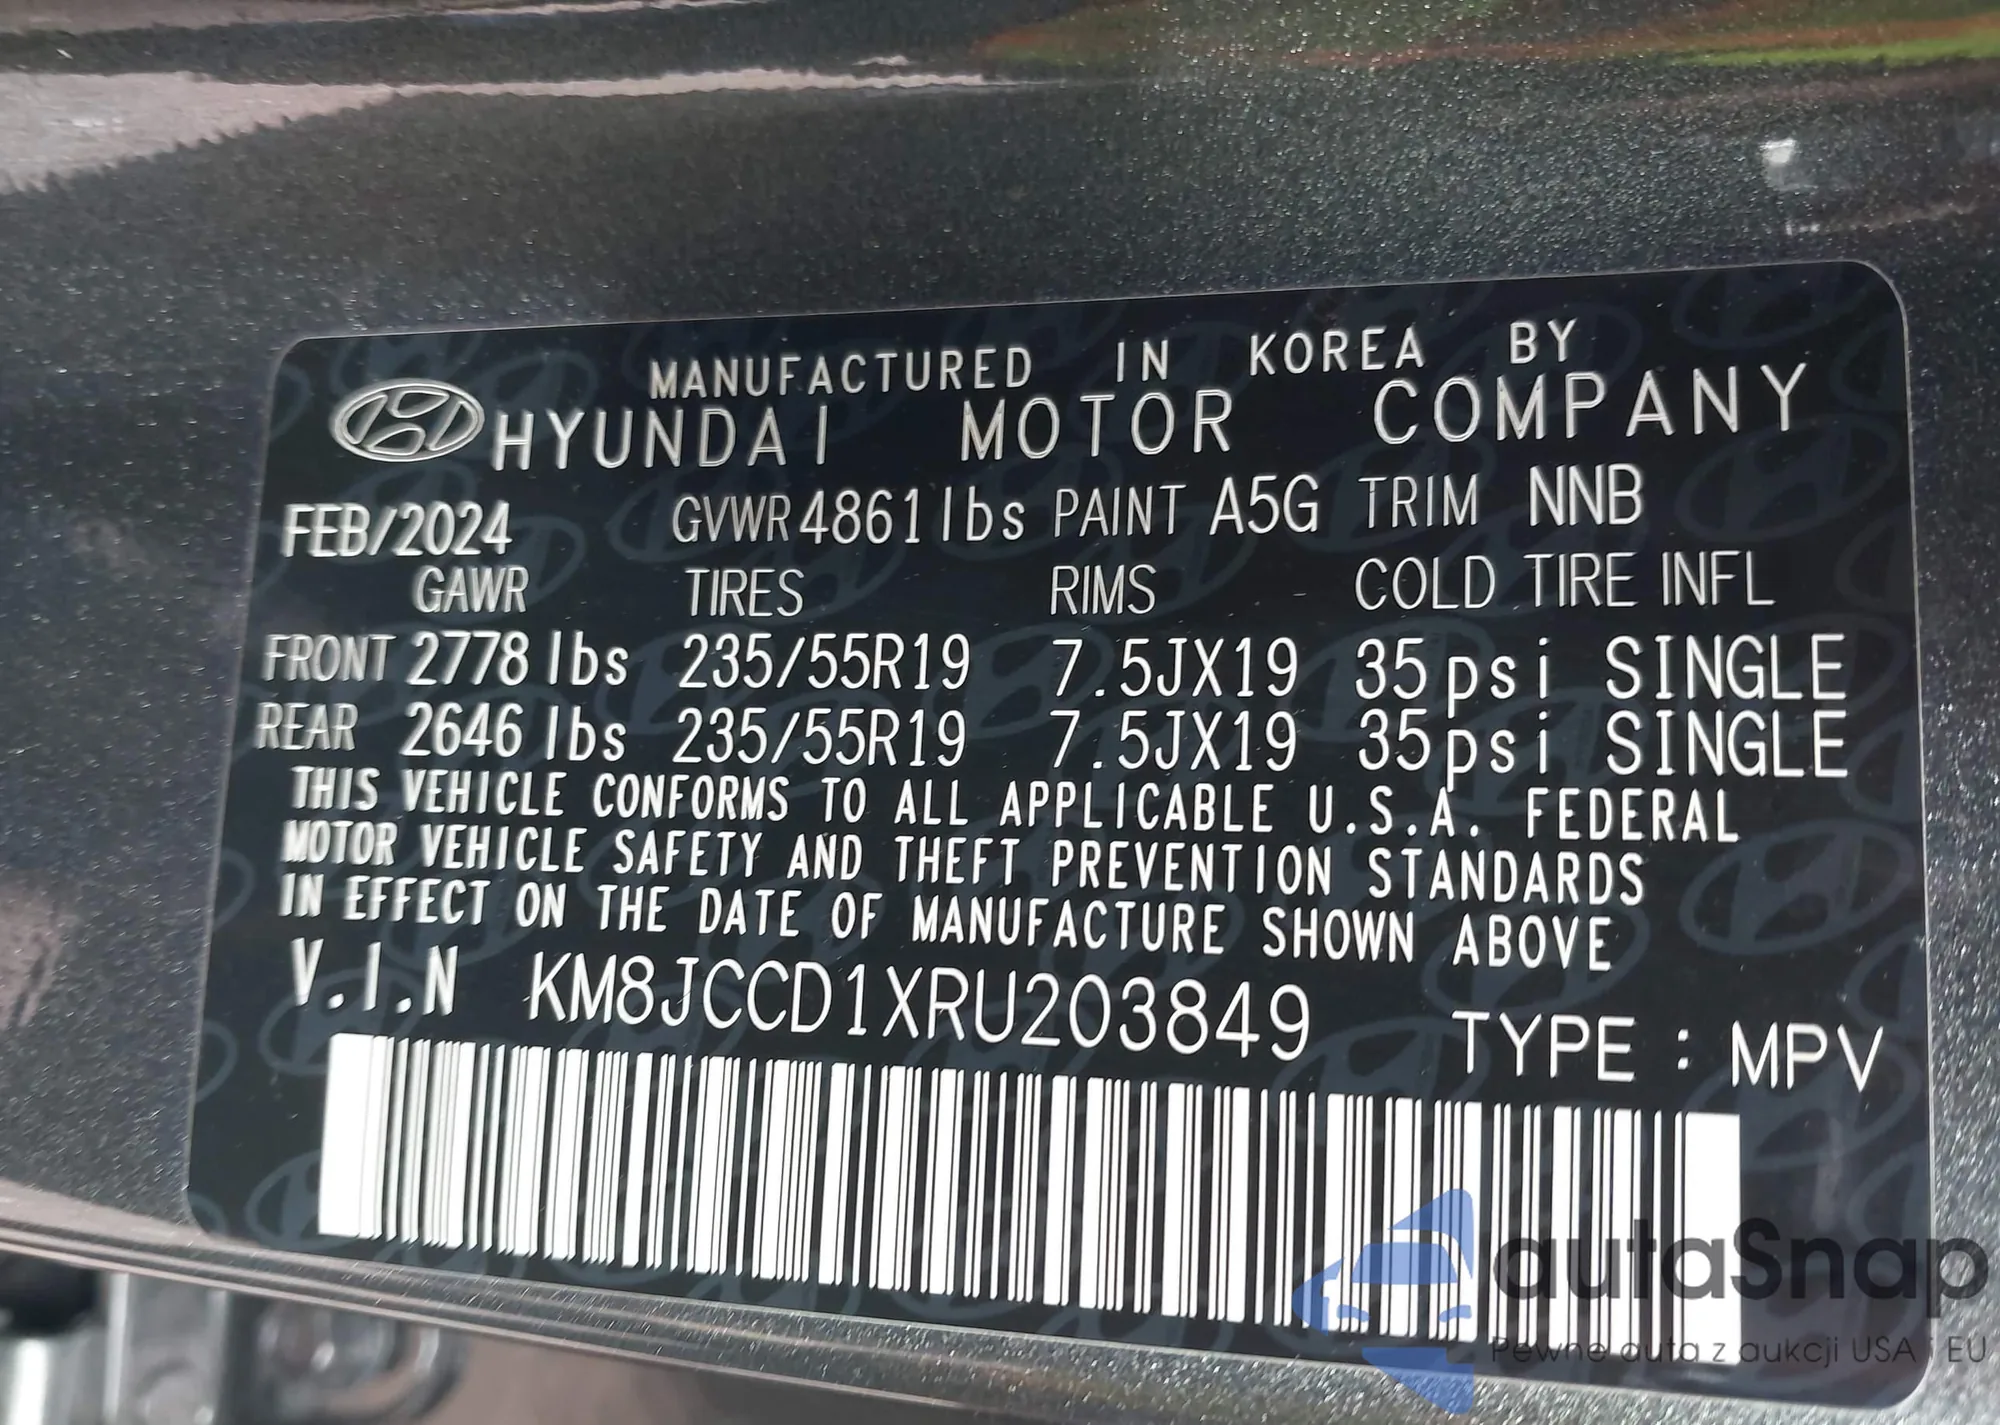 MANUFACTURED IN KOREA BY
HYUNDAI MOTOR COMPANY
FEB/2024 GVWR 4861 lbs PAINT A5G TRIM NNB
GAWR TIRES RIMS COLD TIRE INFL
FRONT 2778 lbs 235/55R19 7.5JX19 35psi SINGLE
REAR 2646 lbs 235/55R19 7.5JX19 35psi SINGLE
THIS VEHICLE CONFORMS TO ALL APPLICABLE U.S.A. FEDERAL
MOTOR VEHICLE SAFETY AND THEFT PREVENTION STANDARDS
IN EFFECT ON THE DATE OF MANUFACTURE SHOWN ABOVE
V.I.N KM8JCCD1XRU203849 TYPE : MPV
autaSnap
Pewne auta z aukcji USA i EU